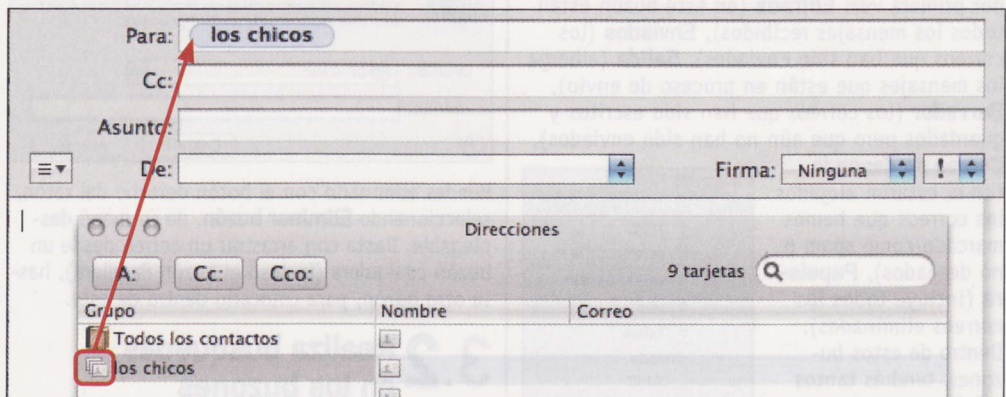 Para: los chicos
Cc:
Asunto:
De: Firma: Ninguna !
Direcciones
A: Cc: Cco: 9 tarjetas
Grupo Nombre Correo
Todos los contactos
los chicos